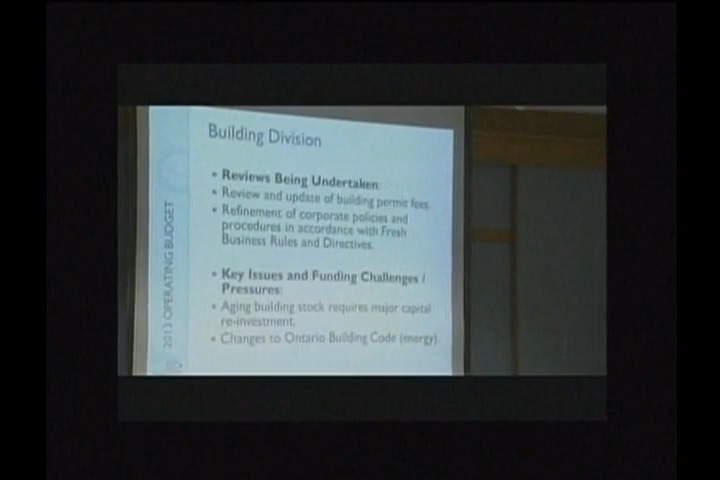 Building Division
• Reviews Being Undertaken:
• Review and update of building permit fees.
• Refinement of corporate policies and
procedures in accordance with Fresh
Business Rules and Directives.
• Key Issues and Funding Challenges /
Pressures:
• Aging building stock requires major capital
re-investment.
• Changes to Ontario Building Code (energy).
2013 OPERATING BUDGET